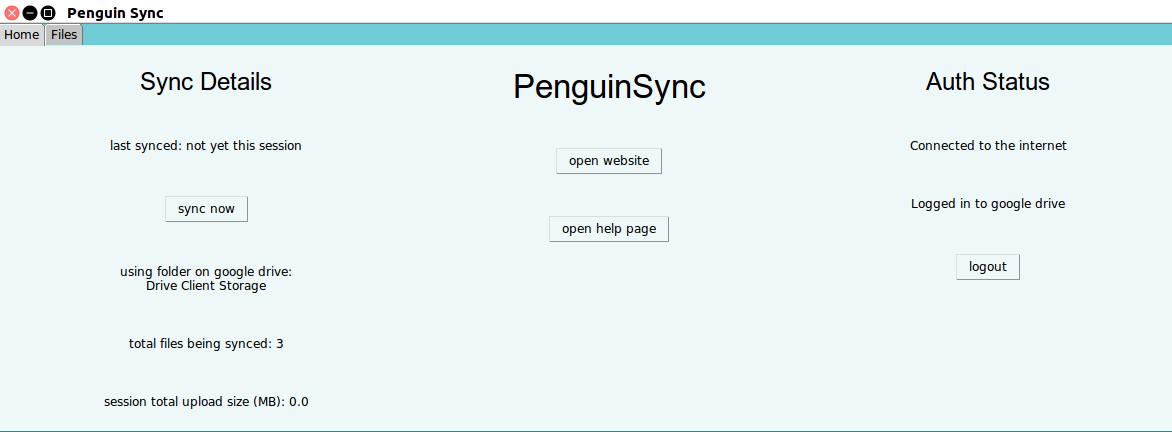 Penguin Sync
Home Files
Sync Details
last synced: not yet this session
sync now
using folder on google drive:
Drive Client Storage
total files being synced: 3
session total upload size (MB): 0.0
PenguinSync
open website
open help page
Auth Status
Connected to the internet
Logged in to google drive
logout